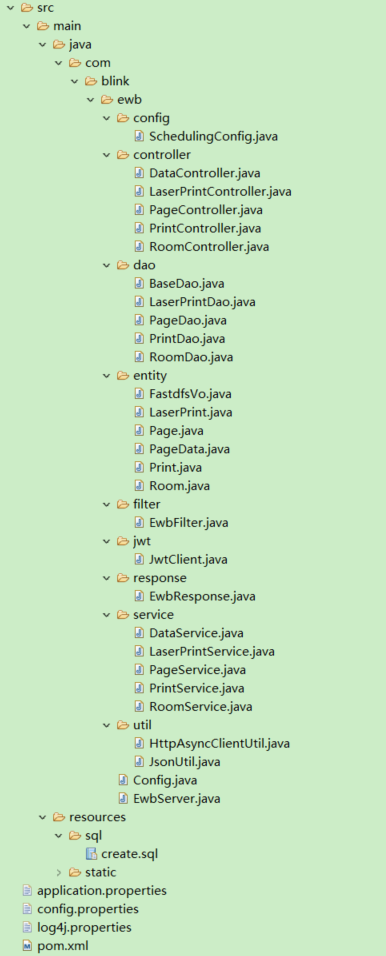 src
main
java
com
blink
ewb
config
SchedulingConfig.java
controller
DataController.java
LaserPrintController.java
PageController.java
PrintController.java
RoomController.java
dao
BaseDao.java
LaserPrintDao.java
PageDao.java
PrintDao.java
RoomDao.java
entity
FastdfsVo.java
LaserPrint.java
Page.java
PageData.java
Print.java
Room.java
filter
EwbFilter.java
jwt
JwtClient.java
response
EwbResponse.java
service
DataService.java
LaserPrintService.java
PageService.java
PrintService.java
RoomService.java
util
HttpAsyncClientUtil.java
JsonUtil.java
Config.java
EwbServer.java
resources
sql
create.sql
static
application.properties
config.properties
log4j.properties
pom.xml